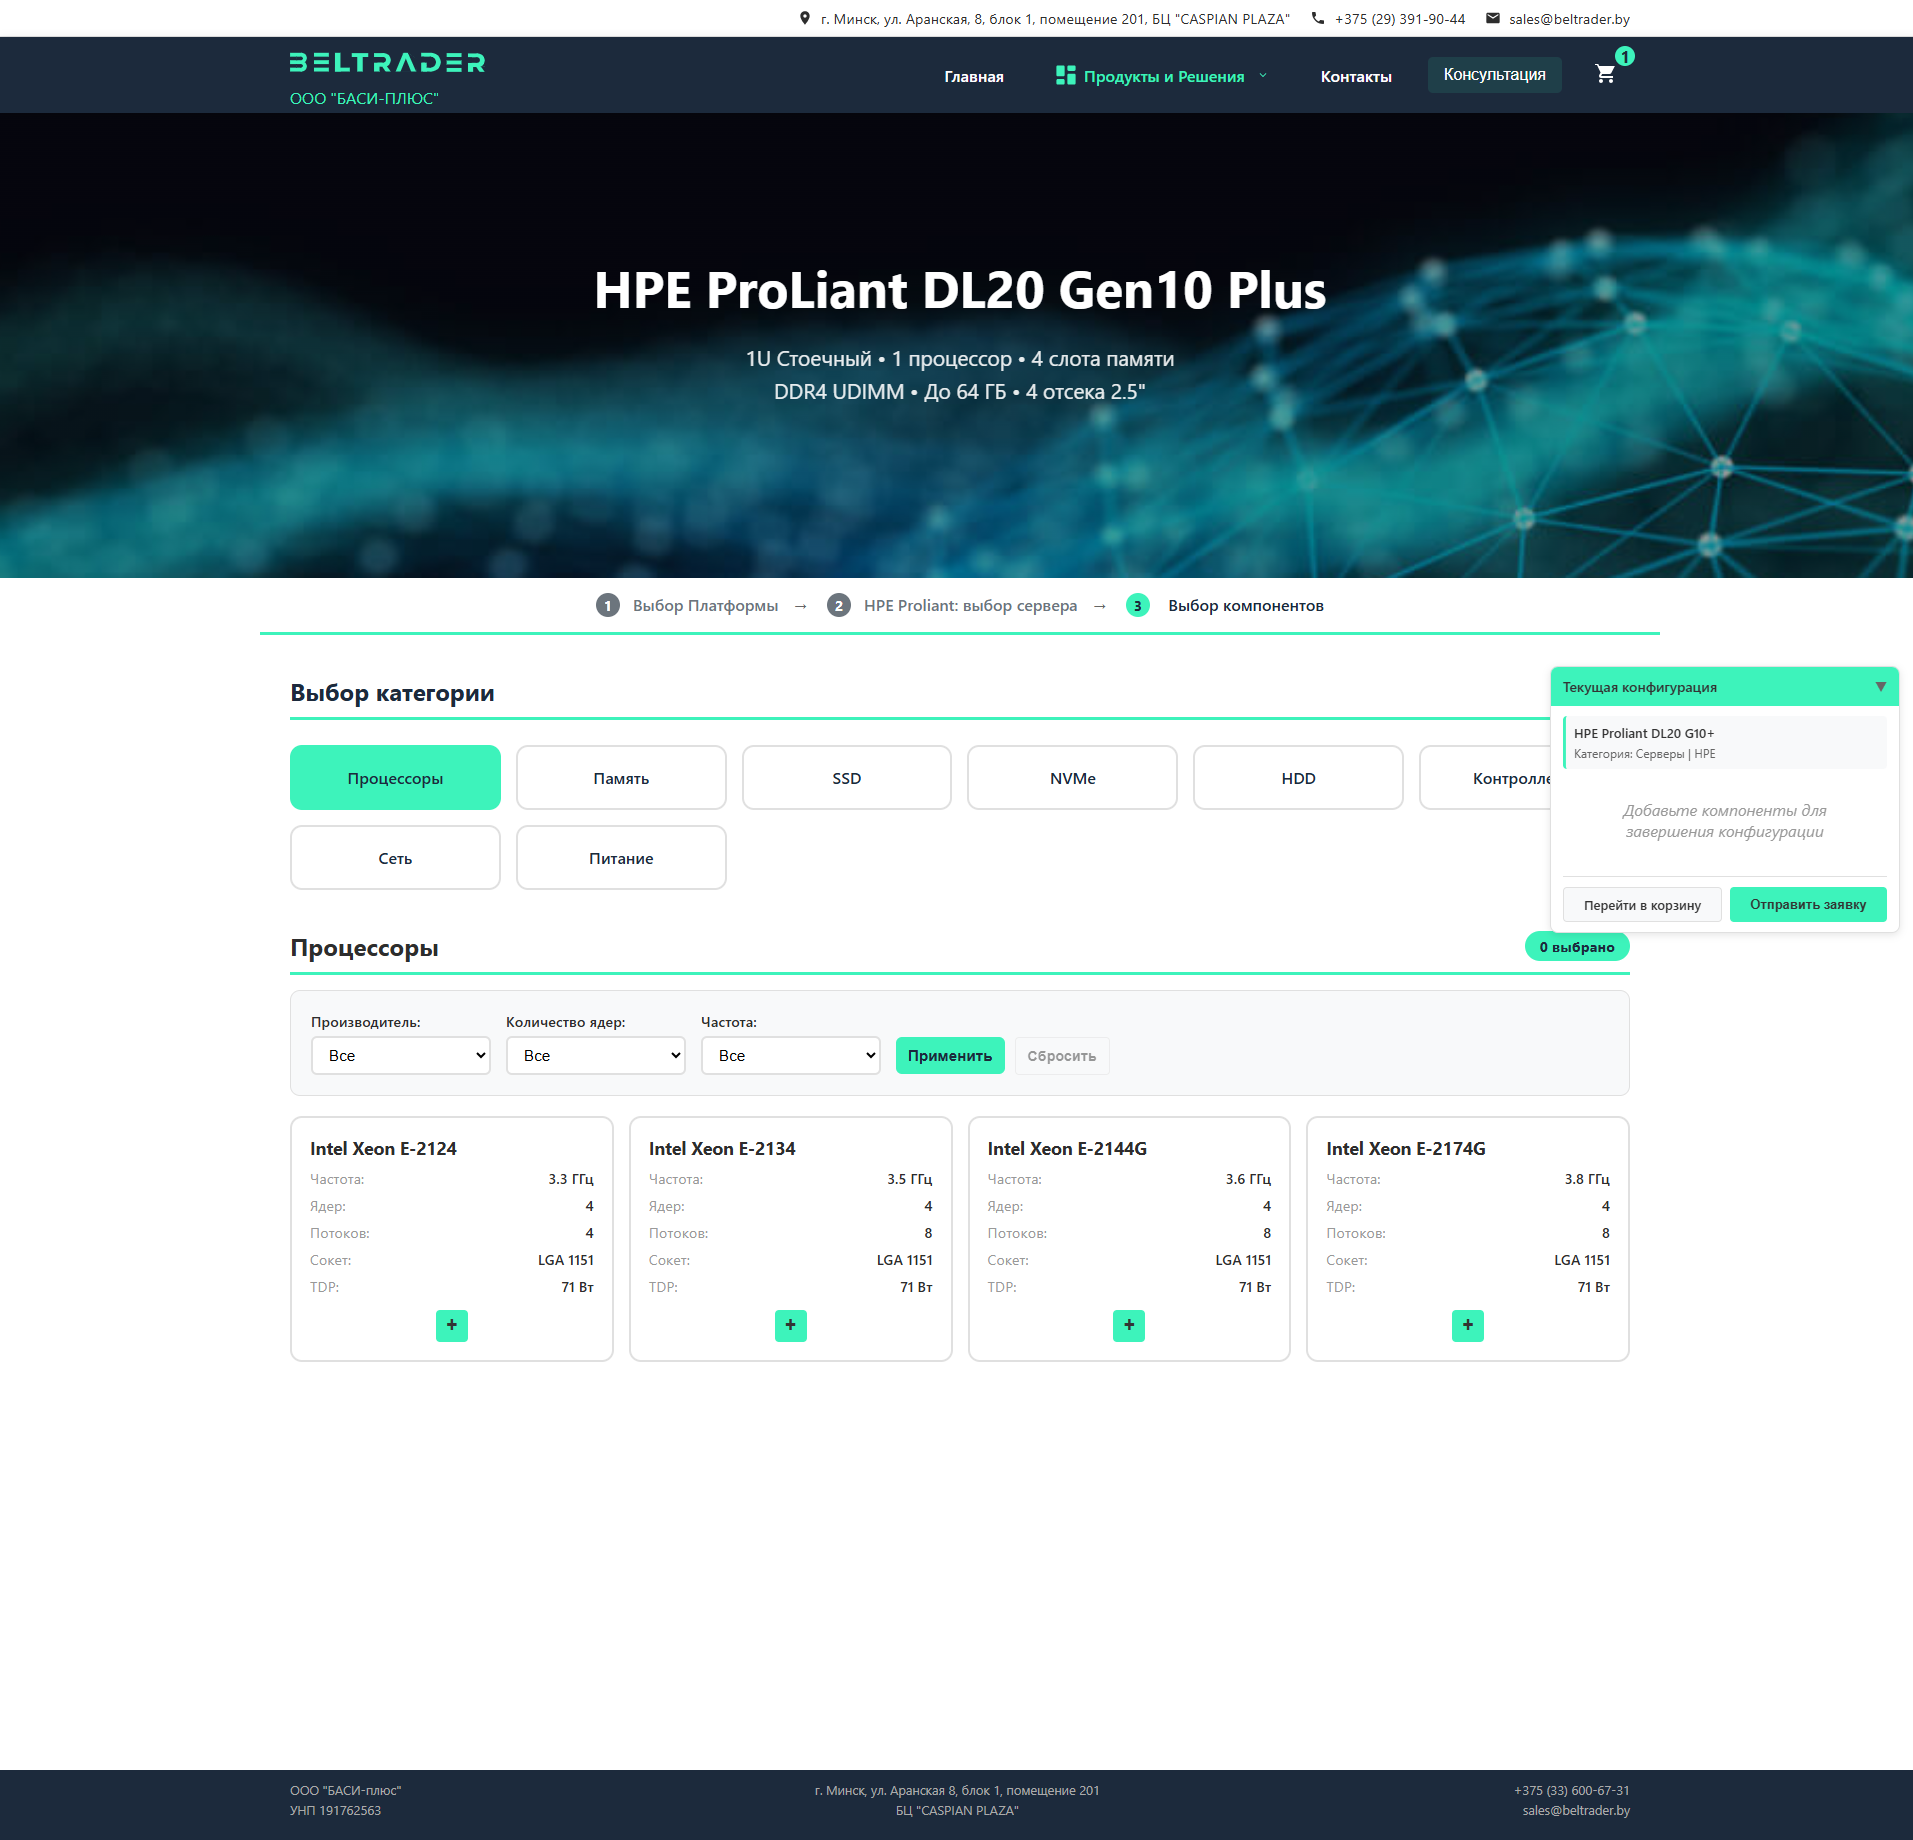 г. Минск, ул. Аранская, 8, блок 1, помещение 201, БЦ "CASPIAN PLAZA"
+375 (29) 391-90-44
sales@beltrader.by
BELTRADER
ООО "БАСИ-ПЛЮС"
Главная
Продукты и Решения
Контакты
Консультация
1
HPE ProLiant DL20 Gen10 Plus
1U Стоечный • 1 процессор • 4 слота памяти
DDR4 UDIMM • До 64 ГБ • 4 отсека 2.5"
1 Выбор Платформы → 2 HPE Proliant: выбор сервера → 3 Выбор компонентов
Выбор категории
Процессоры
Память
SSD
NVMe
HDD
Контролле
Сеть
Питание
Текущая конфигурация ▼
HPE Proliant DL20 G10+
Категория: Серверы | HPE
Добавьте компоненты для
завершения конфигурации
Перейти в корзину
Отправить заявку
Процессоры
0 выбрано
Производитель:
Все
Количество ядер:
Все
Частота:
Все
Применить
Сбросить
Intel Xeon E-2124
Частота: 3.3 ГГц
Ядер: 4
Потоков: 4
Сокет: LGA 1151
TDP: 71 Вт
+
Intel Xeon E-2134
Частота: 3.5 ГГц
Ядер: 4
Потоков: 8
Сокет: LGA 1151
TDP: 71 Вт
+
Intel Xeon E-2144G
Частота: 3.6 ГГц
Ядер: 4
Потоков: 8
Сокет: LGA 1151
TDP: 71 Вт
+
Intel Xeon E-2174G
Частота: 3.8 ГГц
Ядер: 4
Потоков: 8
Сокет: LGA 1151
TDP: 71 Вт
+
ООО "БАСИ-плюс"
УНП 191762563
г. Минск, ул. Аранская 8, блок 1, помещение 201
БЦ "CASPIAN PLAZA"
+375 (33) 600-67-31
sales@beltrader.by